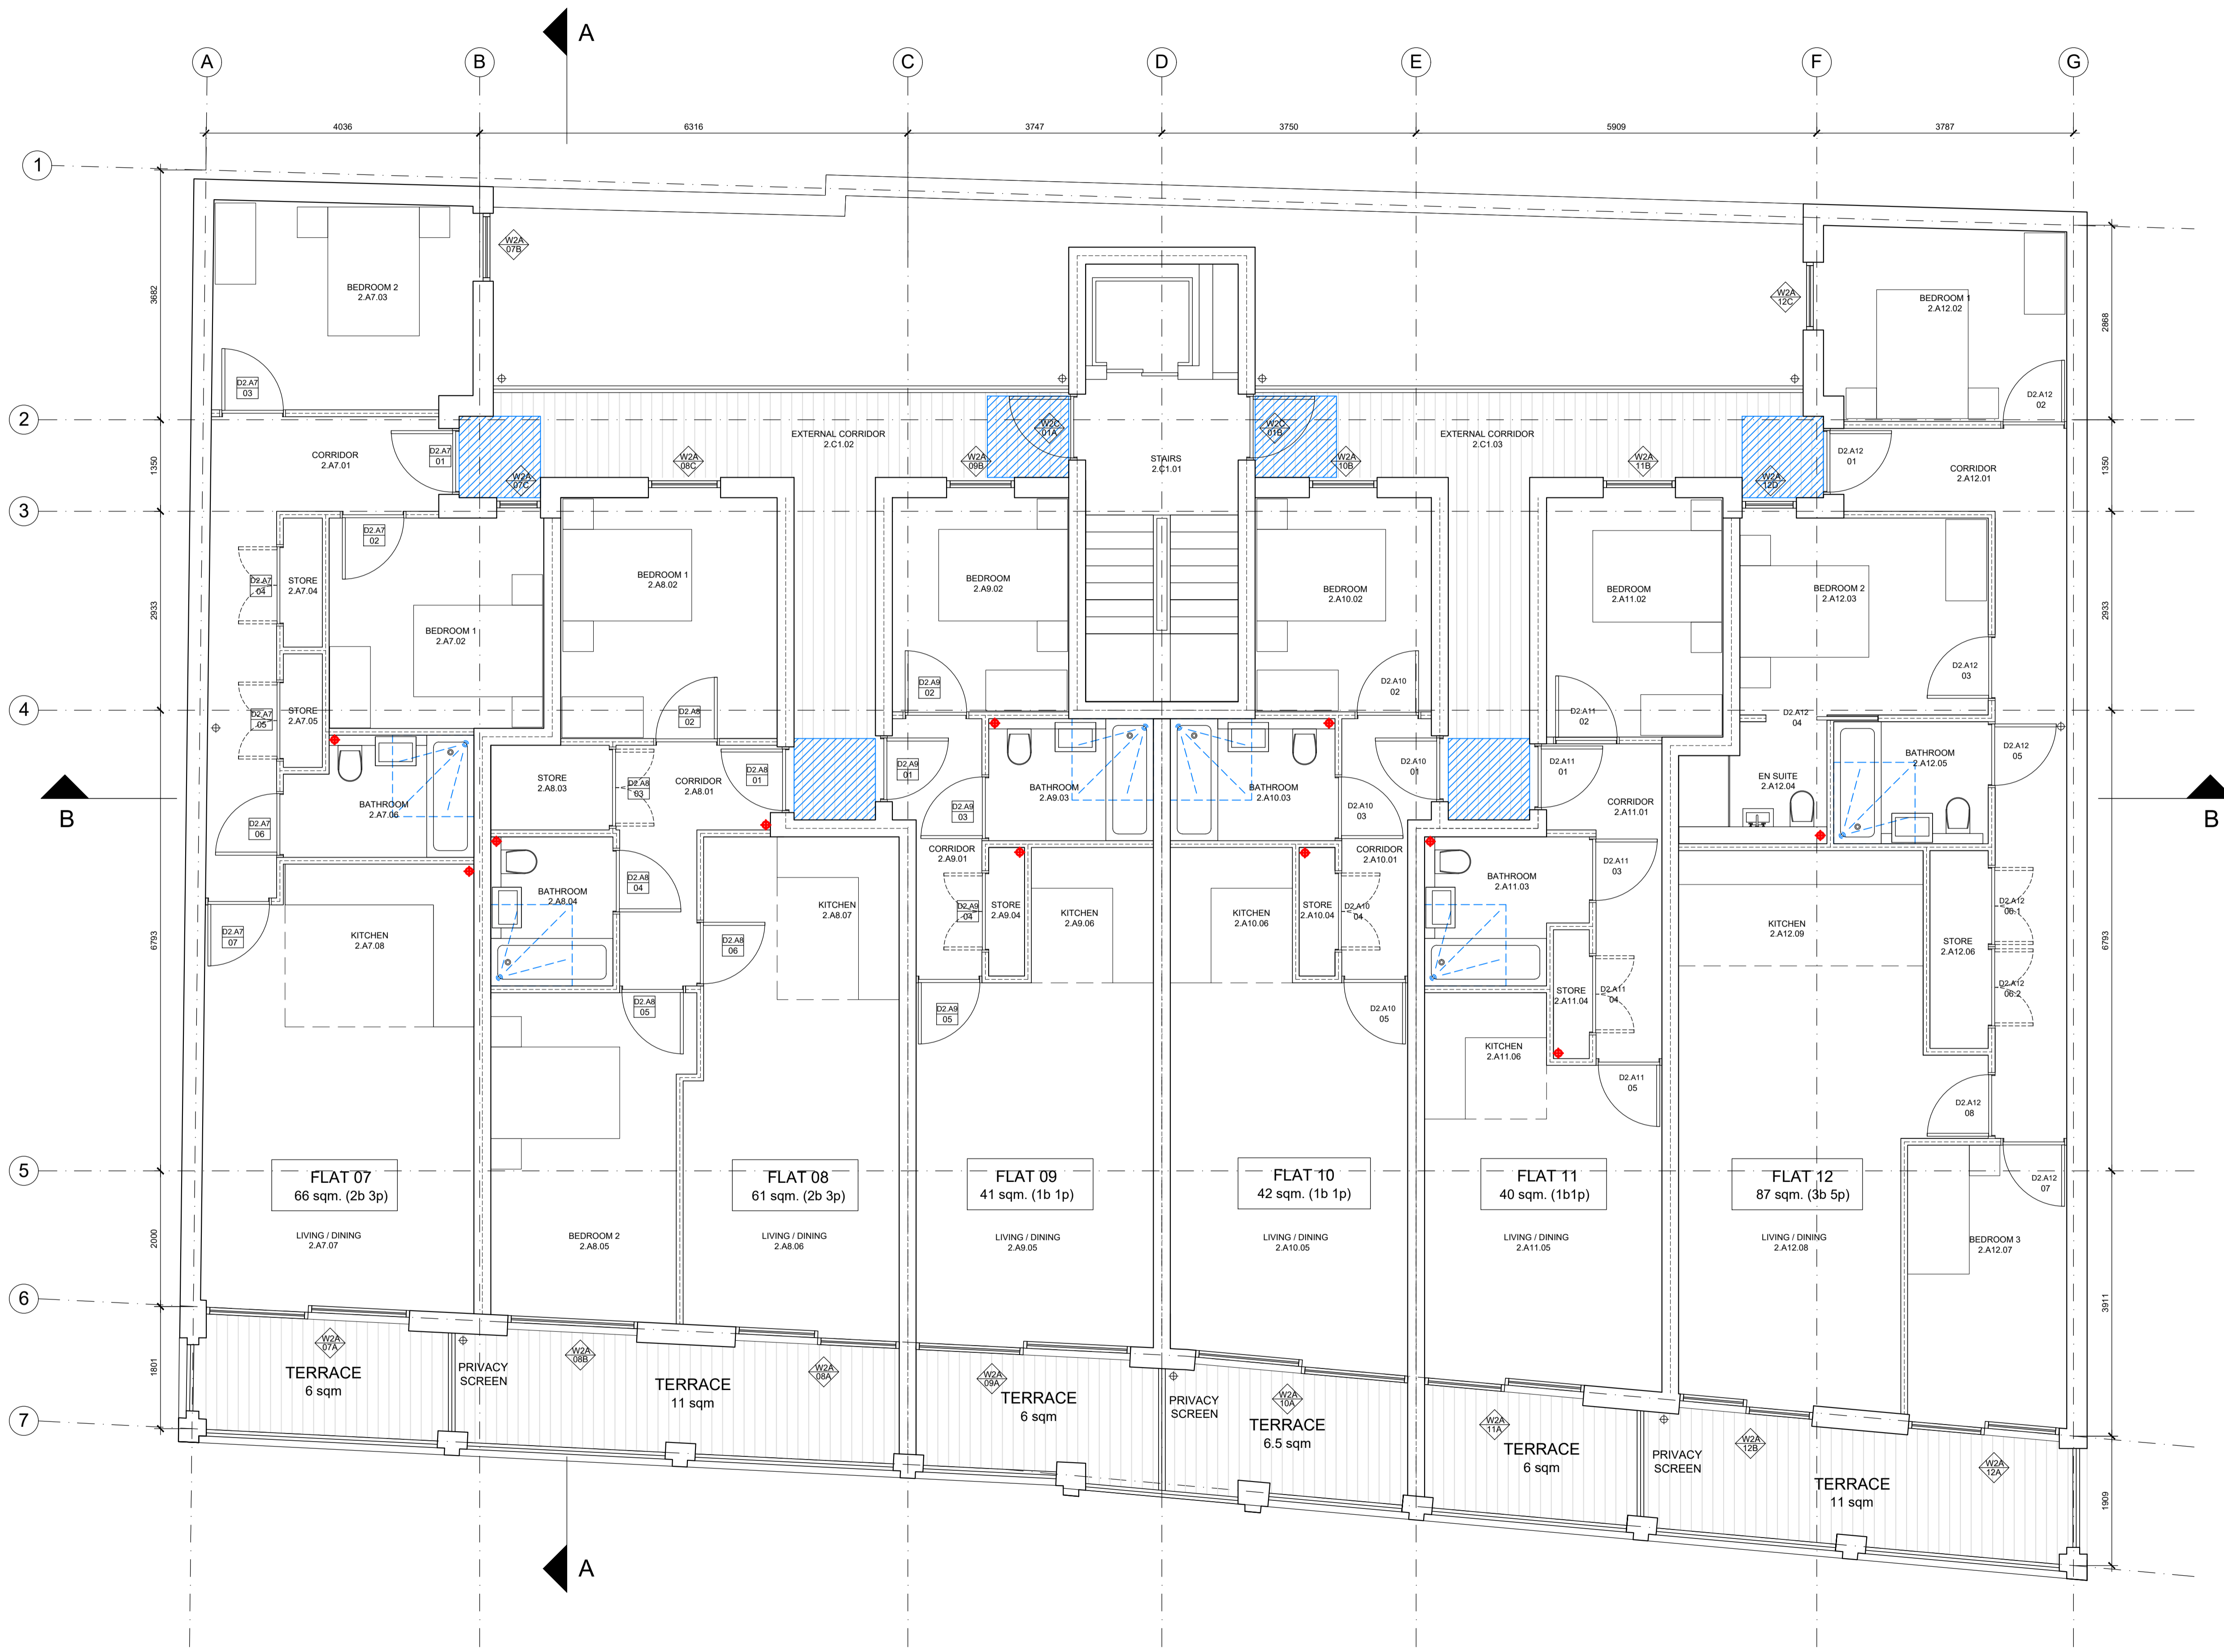 A
A B C D E F G
4036 6316 3747 3750 5909 3787
1
W2A
07B
BEDROOM 2
2.A7.03
3682
W2A
12C
BEDROOM 1
2.A12.02
2868
D2.A7
03
D2.A12
02
2
EXTERNAL CORRIDOR
2.C1.02
W2C
01A
W2C
01B
EXTERNAL CORRIDOR
2.C1.03
CORRIDOR
2.A7.01
D2.A7
01
W2A
07C
W2A
08C
W2A
09B
STAIRS
2.C1.01
W2A
10B
W2A
11B
W2A
12D
D2.A12
01
CORRIDOR
2.A12.01
1350
1350
3
D2.A7
02
D2.A7
04
STORE
2.A7.04
BEDROOM 1
2.A8.02
BEDROOM
2.A9.02
BEDROOM
2.A10.02
BEDROOM
2.A11.02
BEDROOM 2
2.A12.03
2933
2933
BEDROOM 1
2.A7.02
D2.A9
02
D2.A10
02
D2.A12
03
4
D2.A7
05
STORE
2.A7.05
D2.A8
02
D2.A11
02
D2.A12
04
BATHROOM
2.A12.05
D2.A12
05
STORE
2.A8.03
D2.A8
03
CORRIDOR
2.A8.01
D2.A8
01
D2.A9
01
BATHROOM
2.A9.03
BATHROOM
2.A10.03
D2.A10
01
D2.A11
01
EN SUITE
2.A12.04
B
B
BATHROOM
2.A7.06
D2.A7
06
D2.A9
03
D2.A10
03
CORRIDOR
2.A11.01
CORRIDOR
2.A9.01
CORRIDOR
2.A10.01
D2.A11
03
D2.A8
04
BATHROOM
2.A8.04
BATHROOM
2.A11.03
KITCHEN
2.A8.07
D2.A9
04
STORE
2.A9.04
KITCHEN
2.A9.06
KITCHEN
2.A10.06
STORE
2.A10.04
D2.A10
04
D2.A12
06.1
6793
6793
D2.A7
07
KITCHEN
2.A7.08
D2.A8
06
KITCHEN
2.A12.09
STORE
2.A12.06
D2.A8
05
D2.A9
05
D2.A10
05
STORE
2.A11.04
D2.A11
04
D2.A12
06.2
KITCHEN
2.A11.06
D2.A11
05
D2.A12
08
5
FLAT 07
66 sqm. (2b 3p)
FLAT 08
61 sqm. (2b 3p)
FLAT 09
41 sqm. (1b 1p)
FLAT 10
42 sqm. (1b 1p)
FLAT 11
40 sqm. (1b1p)
FLAT 12
87 sqm. (3b 5p)
D2.A12
07
2000
LIVING / DINING
2.A7.07
BEDROOM 2
2.A8.05
LIVING / DINING
2.A8.06
LIVING / DINING
2.A9.05
LIVING / DINING
2.A10.05
LIVING / DINING
2.A11.05
LIVING / DINING
2.A12.08
BEDROOM 3
2.A12.07
3911
6
1801
W2A
07A
TERRACE
6 sqm
PRIVACY
SCREEN
W2A
08B
TERRACE
11 sqm
W2A
08A
W2A
09A
TERRACE
6 sqm
PRIVACY
SCREEN
W2A
10A
TERRACE
6.5 sqm
W2A
11A
TERRACE
6 sqm
PRIVACY
SCREEN
W2A
12B
TERRACE
11 sqm
W2A
12A
1909
7
A